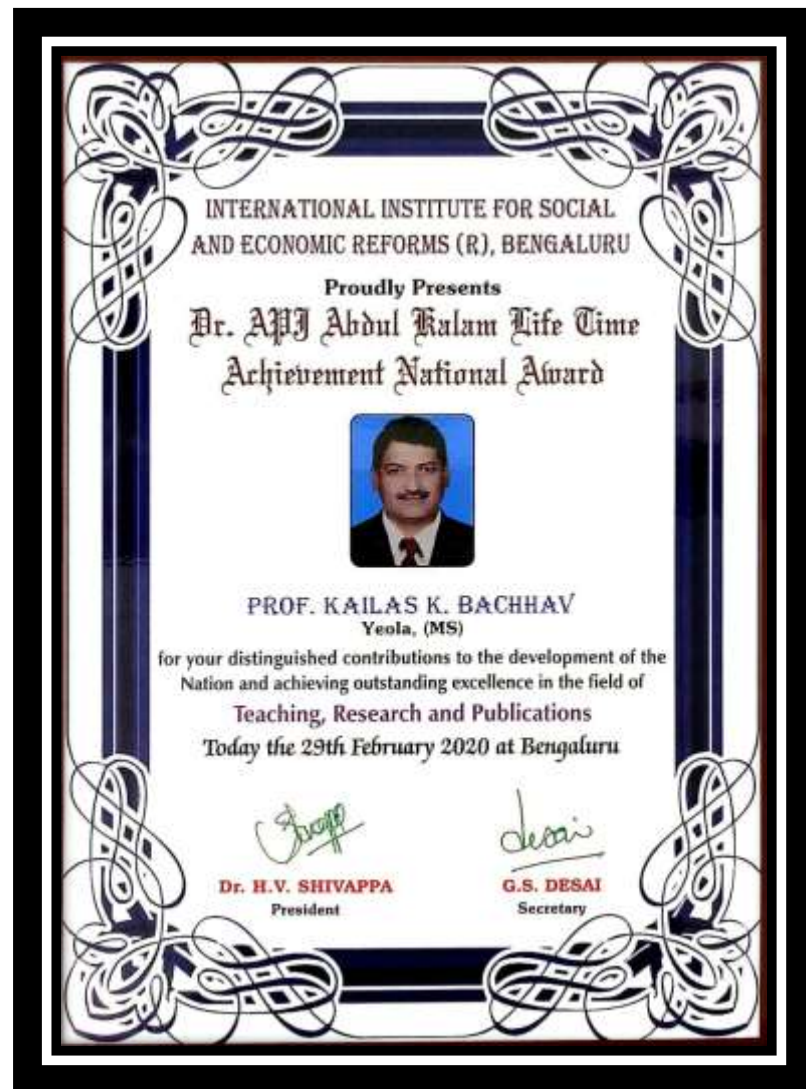 INTERNATIONAL INSTITUTE FOR SOCIAL
AND ECONOMIC REFORMS (R), BENGALURU
Proudly Presents
Dr. APJ Abdul Kalam Life Time
Achievement National Award
PROF. KAILAS K. BACHHAV
Yeola, (MS)
for your distinguished contributions to the development of the
Nation and achieving outstanding excellence in the field of
Teaching, Research and Publications
Today the 29th February 2020 at Bengaluru
Desai
Dr. H.V. SHIVAPPA
G.S. DESAI
President
Secretary